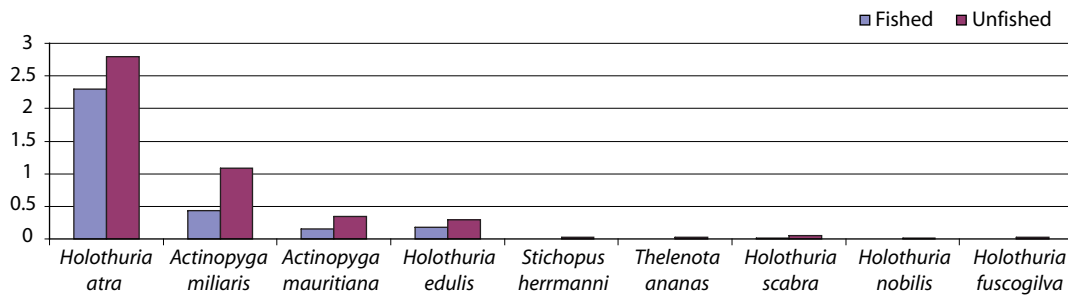 Fished Unfished
3
2.5
2
1.5
1
0.5
0
Holothuria atra
Actinopyga miliaris
Actinopyga mauritiana
Holothuria edulis
Stichopus herrmanni
Thelenota ananas
Holothuria scabra
Holothuria nobilis
Holothuria fuscogilva